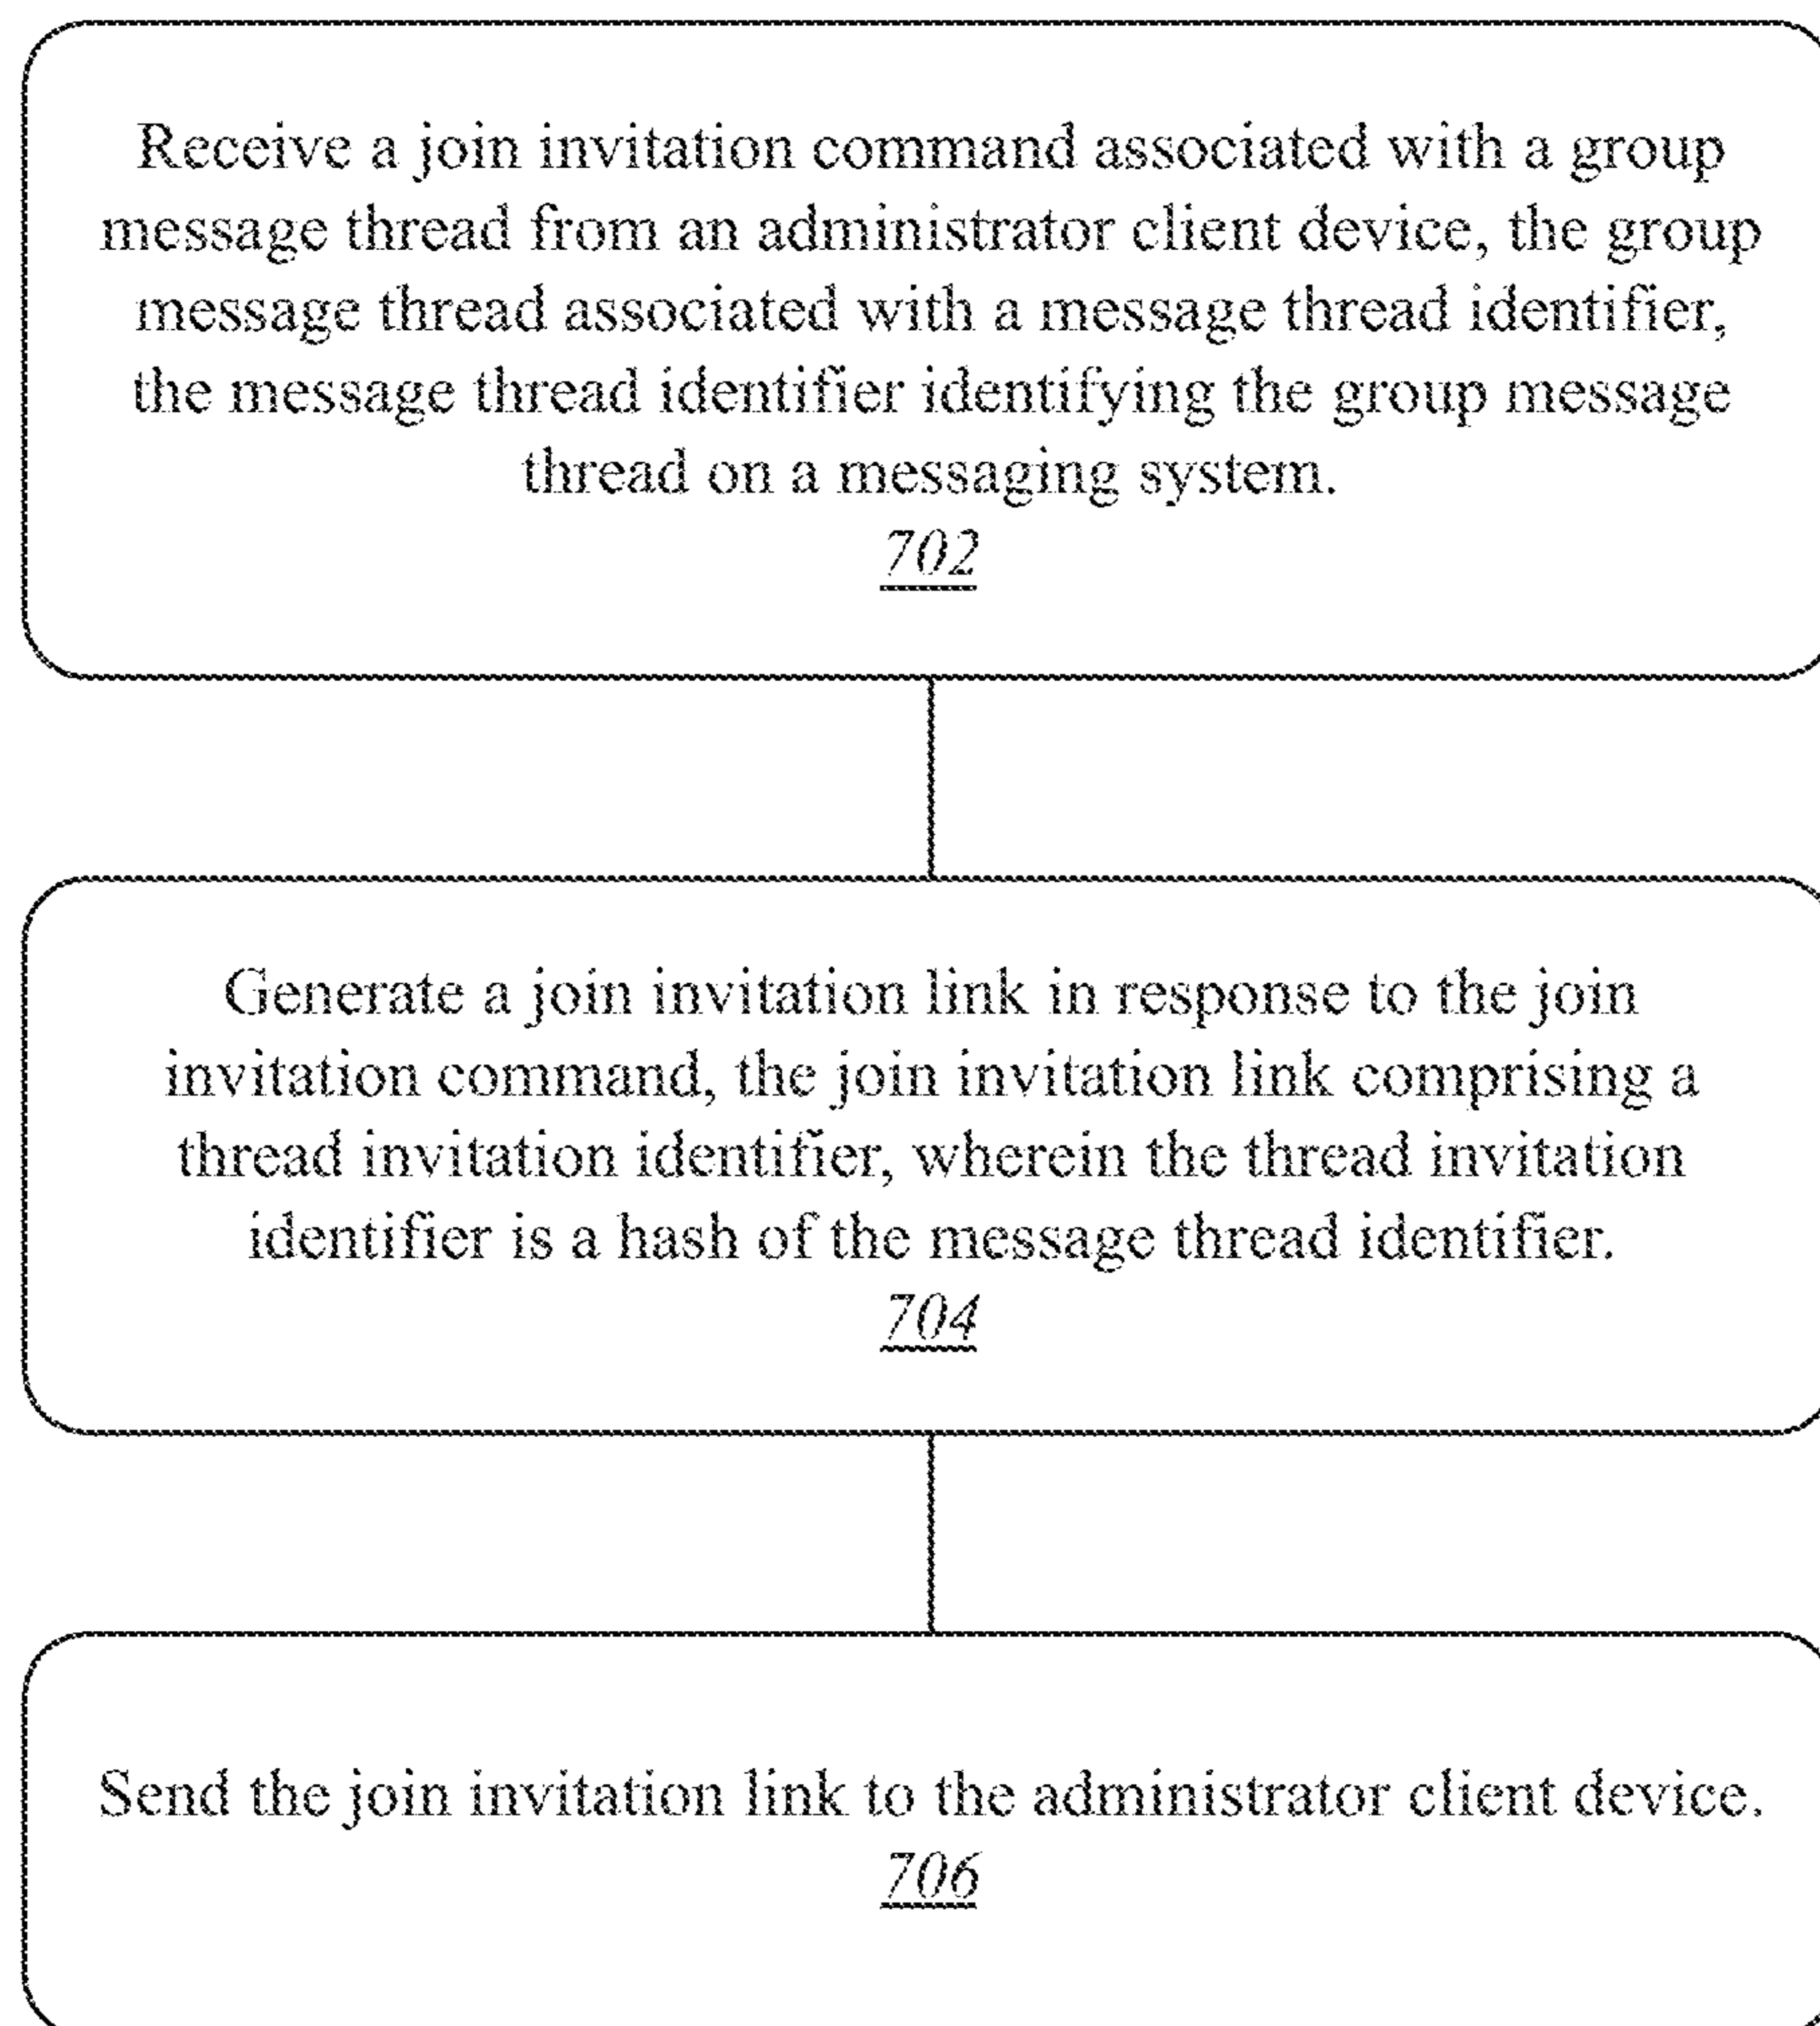 Receive a join invitation command associated with a group
message thread from an administrator client device, the group
message thread associated with a message thread identifier,
the message thread identifier identifying the group message
thread on a messaging system.
702
Generate a join invitation link in response to the join
invitation command, the join invitation link comprising a
thread invitation identifier, wherein the thread invitation
identifier is a hash of the message thread identifier.
704
Send the join invitation link to the administrator client device.
706